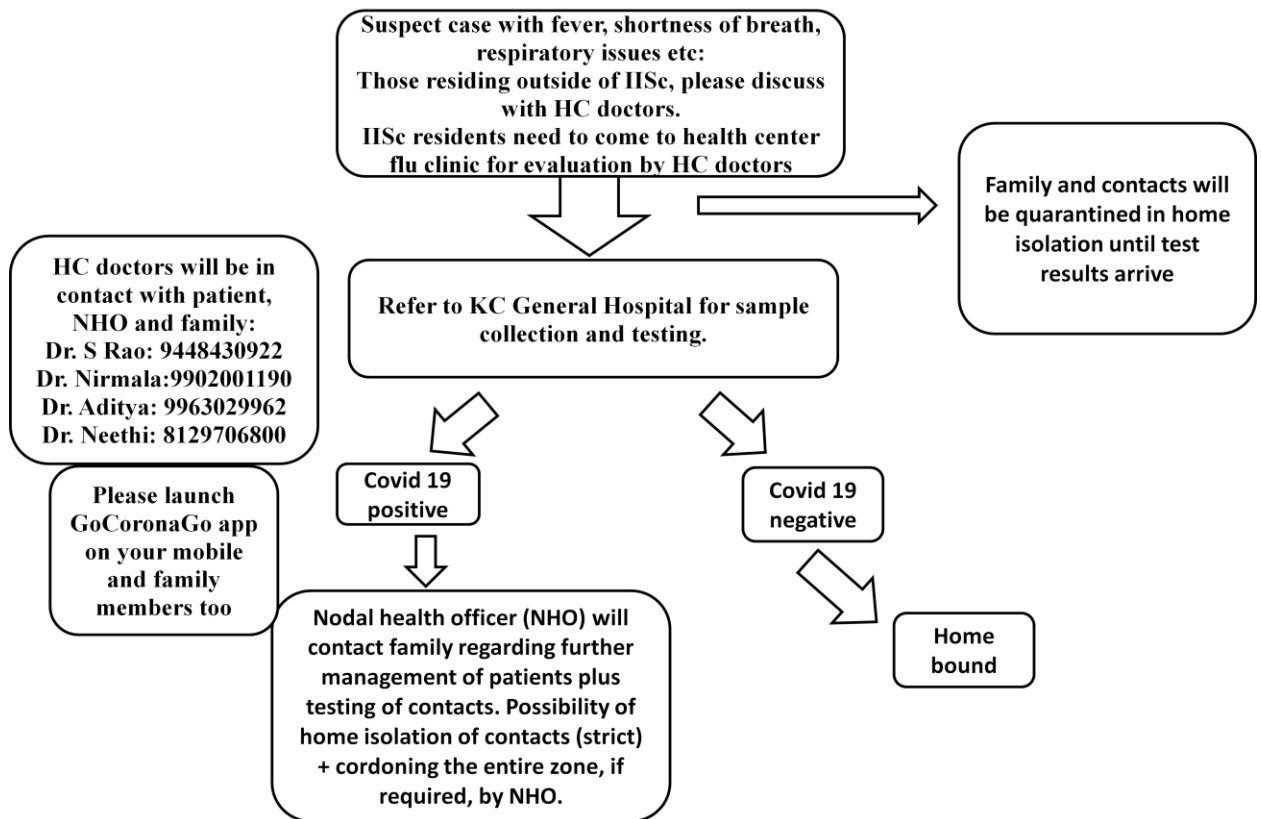 Suspect case with fever, shortness of breath,
respiratory issues etc:
Those residing outside of IISc, please discuss
with HC doctors.
IISc residents need to come to health center
flu clinic for evaluation by HC doctors
Family and contacts will
be quarantined in home
isolation until test
results arrive
HC doctors will be in
contact with patient,
NHO and family:
Dr. S Rao: 9448430922
Dr. Nirmala:9902001190
Dr. Aditya: 9963029962
Dr. Neethi: 8129706800
Refer to KC General Hospital for sample
collection and testing.
Please launch
GoCoronaGo app
on your mobile
and family
members too
Covid 19
positive
Covid 19
negative
Nodal health officer (NHO) will
contact family regarding further
management of patients plus
testing of contacts. Possibility of
home isolation of contacts (strict)
+ cordoning the entire zone, if
required, by NHO.
Home
bound